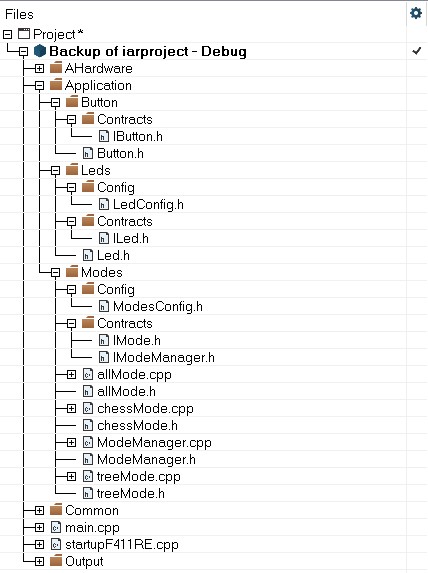 Files
Project *
Backup of iarproject - Debug
AHardware
Application
Button
Contracts
IButton.h
Button.h
Leds
Config
LedConfig.h
Contracts
ILed.h
Led.h
Modes
Config
ModesConfig.h
Contracts
IMode.h
IModeManager.h
allMode.cpp
allMode.h
chessMode.cpp
chessMode.h
ModeManager.cpp
ModeManager.h
treeMode.cpp
treeMode.h
Common
main.cpp
startupF411RE.cpp
Output